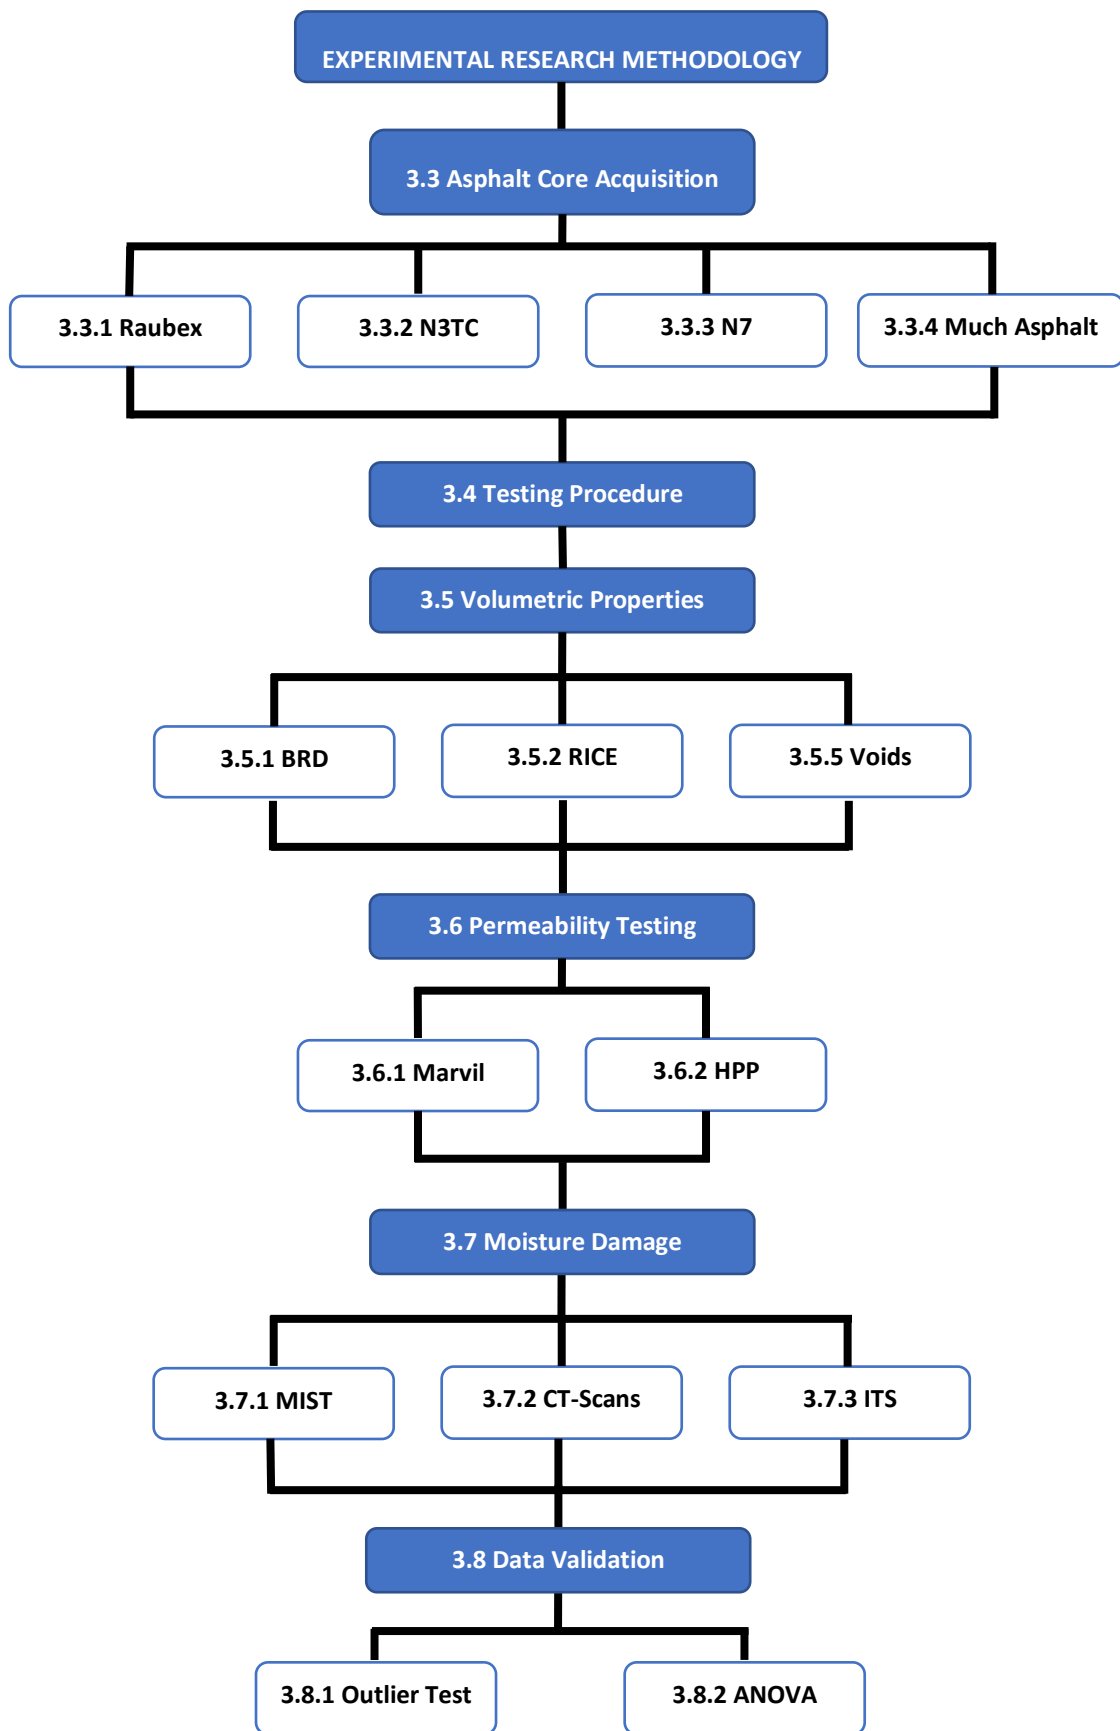 EXPERIMENTAL RESEARCH METHODOLOGY
3.3 Asphalt Core Acquisition
3.3.1 Raubex
3.3.2 N3TC
3.3.3 N7
3.3.4 Much Asphalt
3.4 Testing Procedure
3.5 Volumetric Properties
3.5.1 BRD
3.5.2 RICE
3.5.5 Voids
3.6 Permeability Testing
3.6.1 Marvil
3.6.2 HPP
3.7 Moisture Damage
3.7.1 MIST
3.7.2 CT-Scans
3.7.3 ITS
3.8 Data Validation
3.8.1 Outlier Test
3.8.2 ANOVA